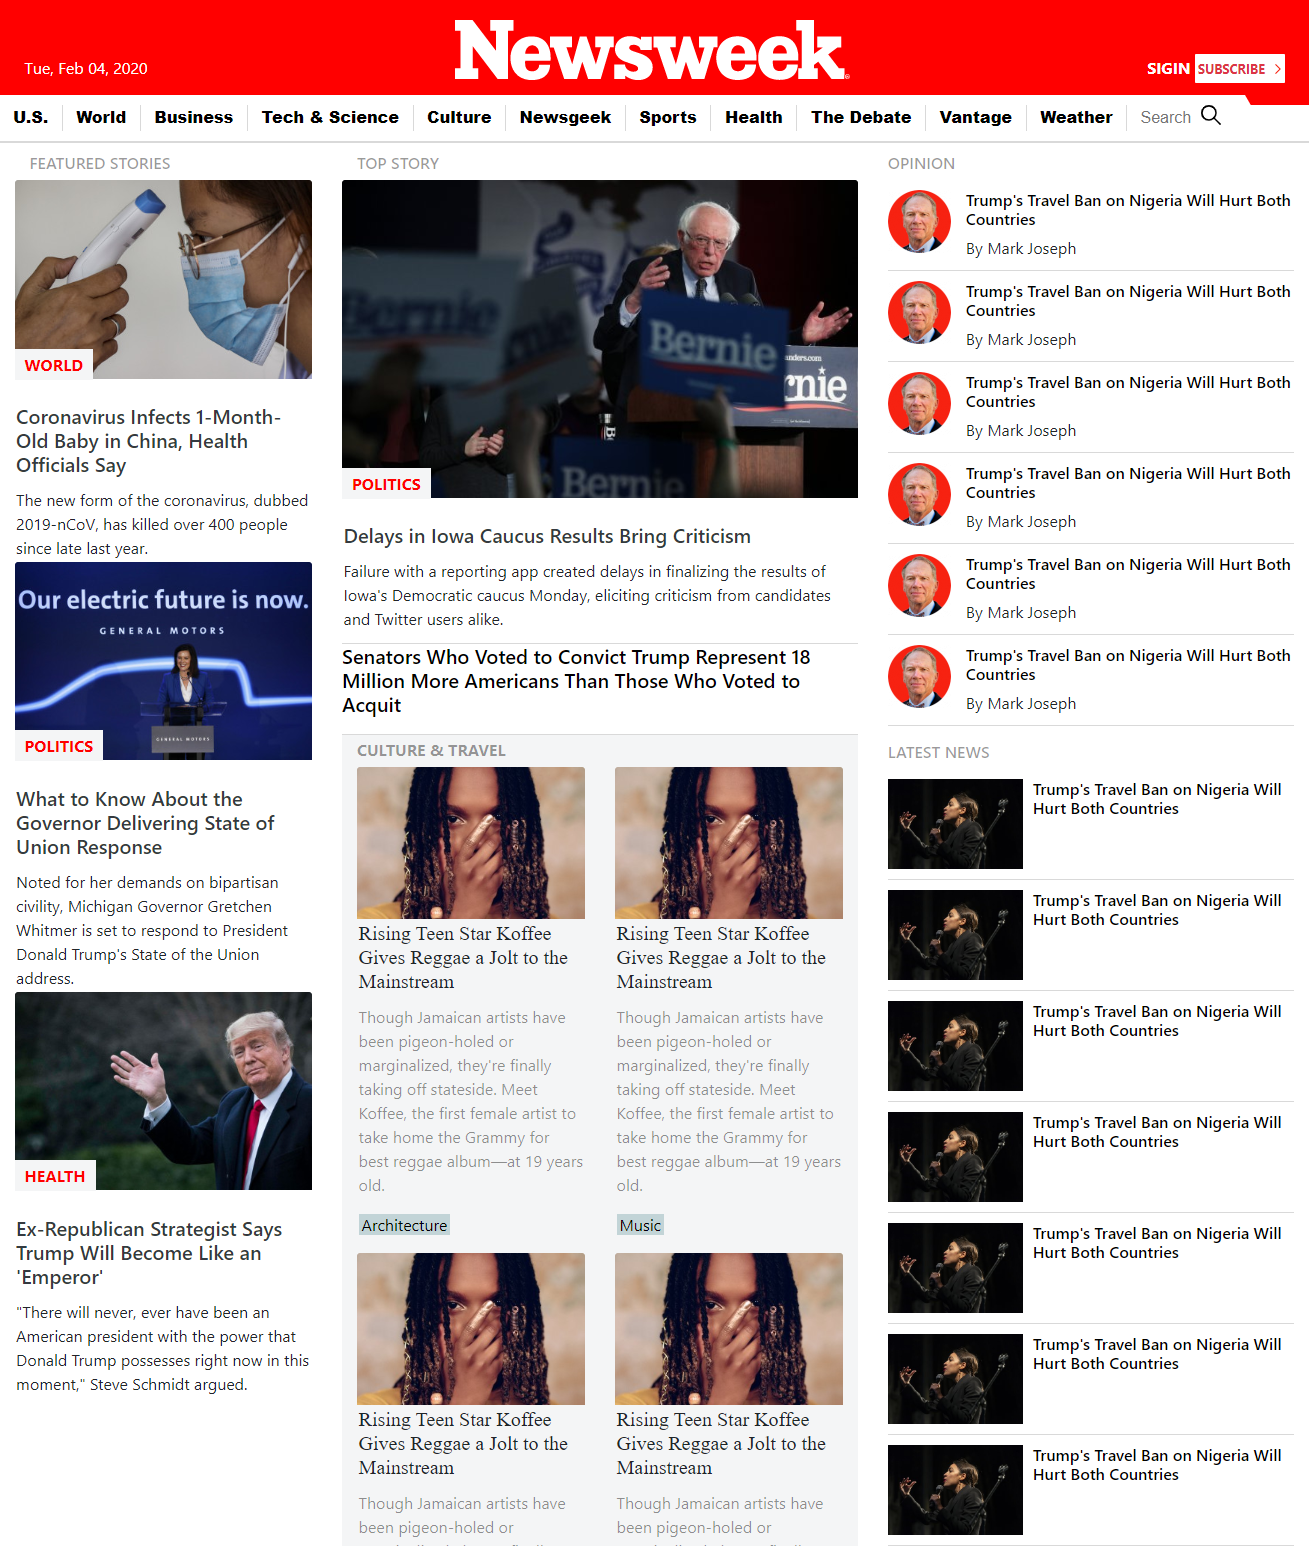 Newsweek
Tue, Feb 04, 2020
SIGIN
SUBSCRIBE >
U.S.
World
Business
Tech & Science
Culture
Newsgeek
Sports
Health
The Debate
Vantage
Weather
Search
FEATURED STORIES
WORLD
Coronavirus Infects 1-Month-
Old Baby in China, Health
Officials Say
The new form of the coronavirus, dubbed
2019-nCoV, has killed over 400 people
since late last year.
Our electric future is now.
GENERAL MOTORS
GENERAL MOTORS
POLITICS
What to Know About the
Governor Delivering State of
Union Response
Noted for her demands on bipartisan
civility, Michigan Governor Gretchen
Whitmer is set to respond to President
Donald Trump's State of the Union
address.
HEALTH
Ex-Republican Strategist Says
Trump Will Become Like an
'Emperor'
"There will never, ever have been an
American president with the power that
Donald Trump possesses right now in this
moment," Steve Schmidt argued.
TOP STORY
Bernie
Bernie
nders.com
rnie
Bernie
POLITICS
Delays in Iowa Caucus Results Bring Criticism
Failure with a reporting app created delays in finalizing the results of
Iowa's Democratic caucus Monday, eliciting criticism from candidates
and Twitter users alike.
Senators Who Voted to Convict Trump Represent 18
Million More Americans Than Those Who Voted to
Acquit
CULTURE & TRAVEL
Rising Teen Star Koffee
Gives Reggae a Jolt to the
Mainstream
Though Jamaican artists have
been pigeon-holed or
marginalized, they're finally
taking off stateside. Meet
Koffee, the first female artist to
take home the Grammy for
best reggae album—at 19 years
old.
Architecture
Rising Teen Star Koffee
Gives Reggae a Jolt to the
Mainstream
Though Jamaican artists have
been pigeon-holed or
marginalized, they're finally
taking off stateside. Meet
Koffee, the first female artist to
take home the Grammy for
best reggae album—at 19 years
old.
Music
Rising Teen Star Koffee
Gives Reggae a Jolt to the
Mainstream
Though Jamaican artists have
been pigeon-holed or
Rising Teen Star Koffee
Gives Reggae a Jolt to the
Mainstream
Though Jamaican artists have
been pigeon-holed or
OPINION
Trump's Travel Ban on Nigeria Will Hurt Both
Countries
By Mark Joseph
Trump's Travel Ban on Nigeria Will Hurt Both
Countries
By Mark Joseph
Trump's Travel Ban on Nigeria Will Hurt Both
Countries
By Mark Joseph
Trump's Travel Ban on Nigeria Will Hurt Both
Countries
By Mark Joseph
Trump's Travel Ban on Nigeria Will Hurt Both
Countries
By Mark Joseph
Trump's Travel Ban on Nigeria Will Hurt Both
Countries
By Mark Joseph
LATEST NEWS
Trump's Travel Ban on Nigeria Will
Hurt Both Countries
Trump's Travel Ban on Nigeria Will
Hurt Both Countries
Trump's Travel Ban on Nigeria Will
Hurt Both Countries
Trump's Travel Ban on Nigeria Will
Hurt Both Countries
Trump's Travel Ban on Nigeria Will
Hurt Both Countries
Trump's Travel Ban on Nigeria Will
Hurt Both Countries
Trump's Travel Ban on Nigeria Will
Hurt Both Countries